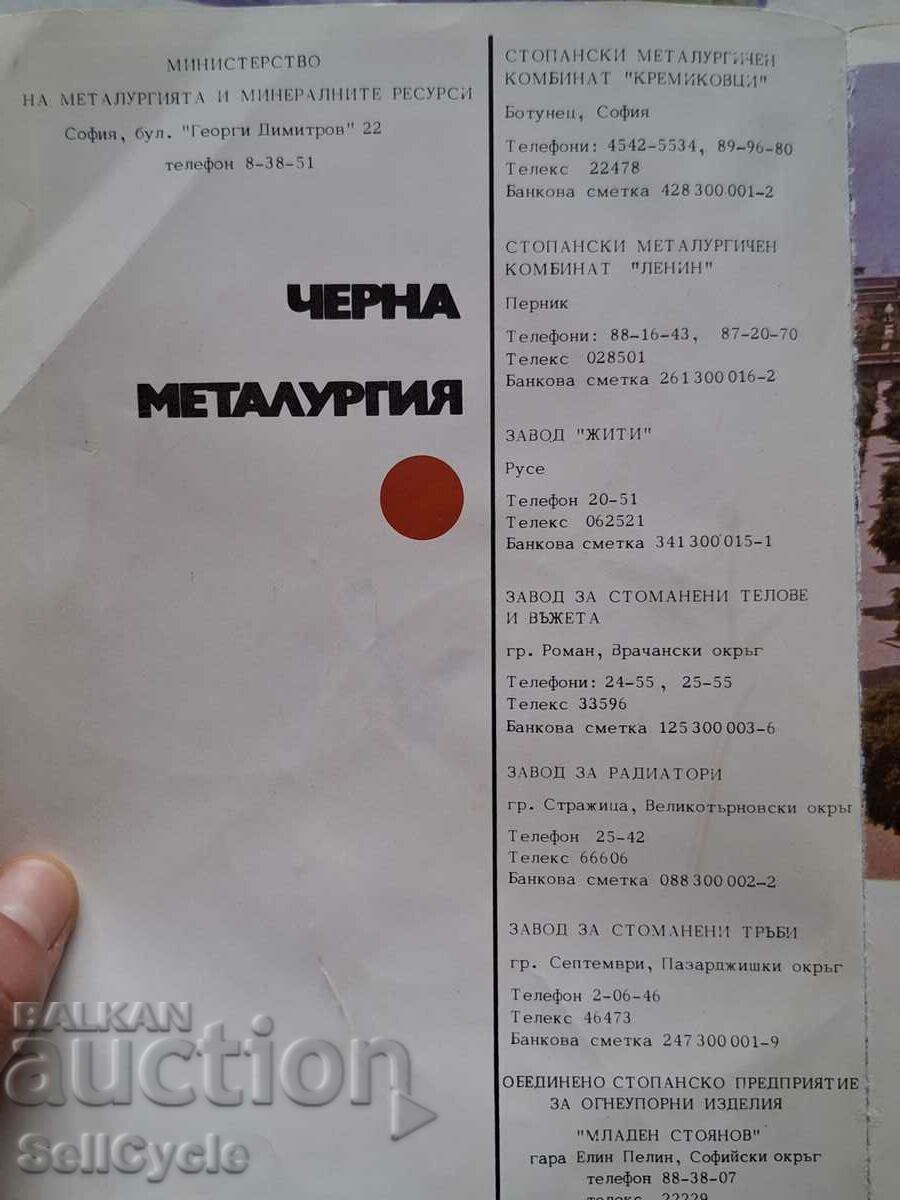 МИНИСТЕРСТВО
НА МЕТАЛУРГИЯТА И МИНЕРАЛНИТЕ РЕСУРСИ
София, бул. "Георги Димитров" 22
телефон 8-38-51
ЧЕРНА
МЕТАЛУРГИЯ
СТОПАНСКИ МЕТАЛУРГИЧЕН
КОМБИНАТ "КРЕМИКОВЦИ"
Ботунец, София
Телефони: 4542-5534, 89-96-80
Телекс 22478
Банкова сметка 428 300 001-2
СТОПАНСКИ МЕТАЛУРГИЧЕН
КОМБИНАТ "ЛЕНИН"
Перник
Телефони: 88-16-43, 87-20-70
Телекс 028501
Банкова сметка 261 300 016-2
ЗАВОД "ЖИТИ"
Русе
Телефон 20-51
Телекс 062521
Банкова сметка 341 300 015-1
ЗАВОД ЗА СТОМАНЕНИ ТЕЛОВЕ
И ВЪЖЕТА
гр. Роман, Врачански окръг
Телефони: 24-55, 25-55
Телекс 33596
Банкова сметка 125 300 003-6
ЗАВОД ЗА РАДИАТОРИ
гр. Стражица, Великотърновски окръг
Телефон 25-42
Телекс 66606
Банкова сметка 088 300 002-2
ЗАВОД ЗА СТОМАНЕНИ ТРЪБИ
гр. Септември, Пазарджишки окръг
Телефон 2-06-46
Телекс 46473
Банкова сметка 247 300 001-9
ОБЕДИНЕНО СТОПАНСКО ПРЕДПРИЯТИЕ
ЗА ОГНЕУПОРНИ ИЗДЕЛИЯ
"МЛАДЕН СТОЯНОВ"
гара Елин Пелин, Софийски окръг
телефон 88-38-07
телекс 22229
BALKAN
auction
SellCycle